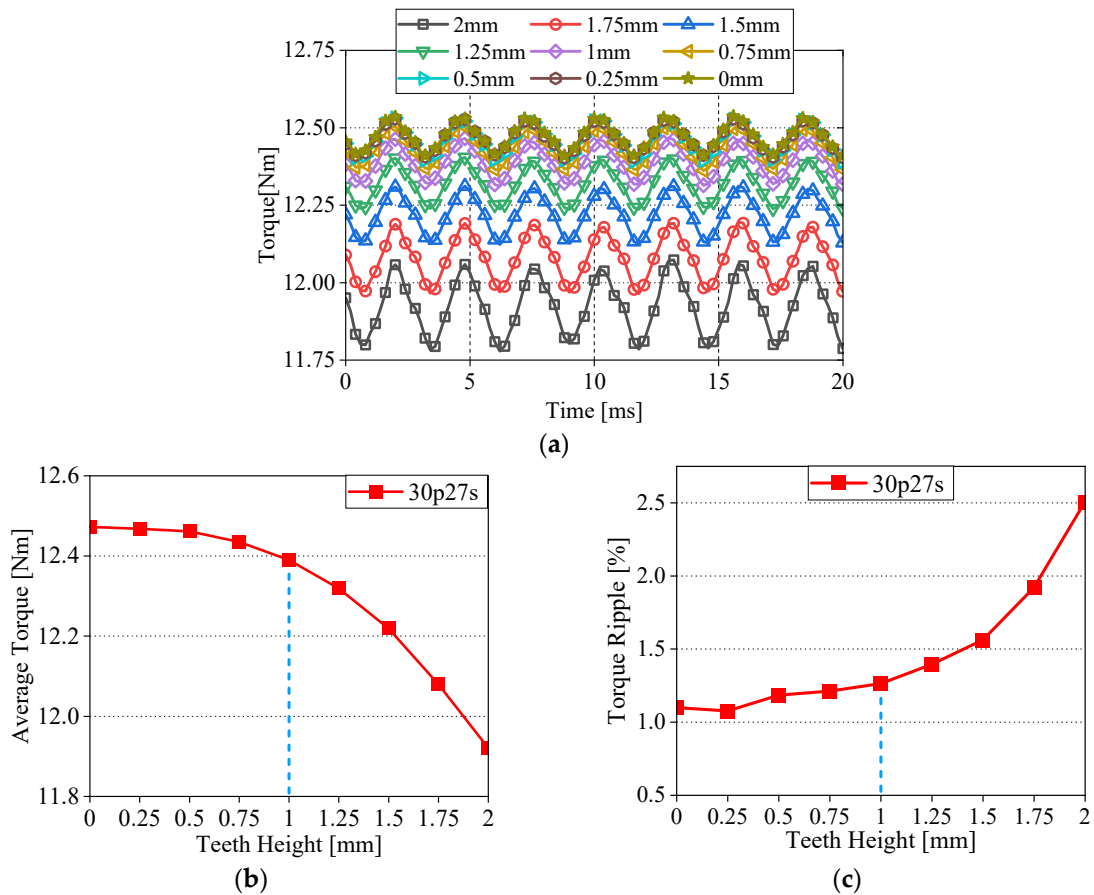 2mm 1.75mm 1.5mm
1.25mm 1mm 0.75mm
0.5mm 0.25mm 0mm
12.75
12.50
12.25
12.00
11.75
Torque[Nm]
0 5 10 15 20
Time [ms]
(a)
12.6
12.4
12.2
12.0
11.8
Average Torque [Nm]
30p27s
0 0.25 0.5 0.75 1 1.25 1.5 1.75 2
Teeth Height [mm]
(b)
2.5
2.0
1.5
1.0
0.5
Torque Ripple [%]
30p27s
0 0.25 0.5 0.75 1 1.25 1.5 1.75 2
Teeth Height [mm]
(c)